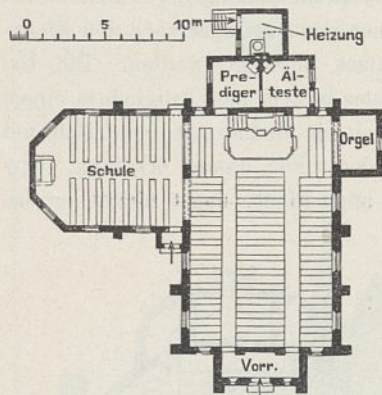 0 5 10m
Heizung
Pre-
diger
Äl-
teste
Orgel
Schule
Vorr.